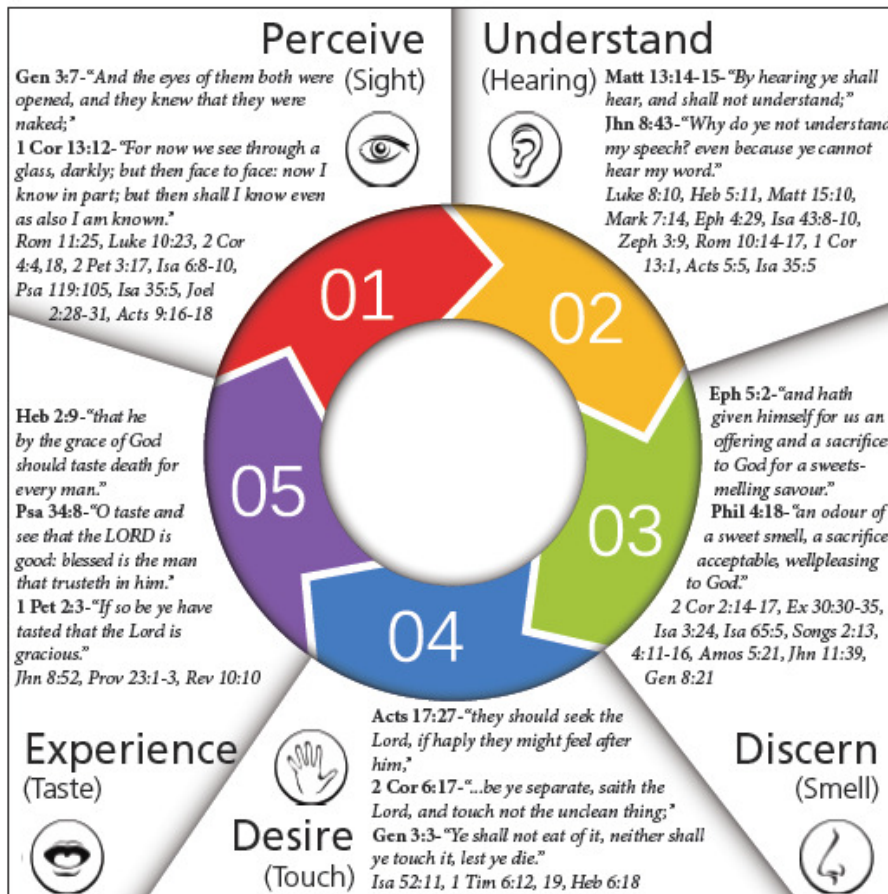 Perceive
(Sight)
Gen 3:7-“And the eyes of them both were
opened, and they knew that they were
naked;”
1 Cor 13:12-“For now we see through a
glass, darkly; but then face to face: now I
know in part; but then shall I know even
as also I am known.”
Rom 11:25, Luke 10:23, 2 Cor
4:4,18, 2 Pet 3:17, Isa 6:8-10,
Psa 119:105, Isa 35:5, Joel
2:28-31, Acts 9:16-18
Understand
(Hearing)
Matt 13:14-15-“By hearing ye shall
hear, and shall not understand;”
Jhn 8:43-“Why do ye not understand
my speech? even because ye cannot
hear my word.”
Luke 8:10, Heb 5:11, Matt 15:10,
Mark 7:14, Eph 4:29, Isa 43:8-10,
Zeph 3:9, Rom 10:14-17, 1 Cor
13:1, Acts 5:5, Isa 35:5
01
02
03
04
05
Eph 5:2-“and hath
given himself for us an
offering and a sacrifice
to God for a sweets-
melling savour.”
Phil 4:18-“an odour of
a sweet smell, a sacrifice
acceptable, wellpleasing
to God.”
2 Cor 2:14-17, Ex 30:30-35,
Isa 3:24, Isa 65:5, Songs 2:13,
4:11-16, Amos 5:21, Jhn 11:39,
Gen 8:21
Discern
(Smell)
Acts 17:27-“they should seek the
Lord, if haply they might feel after
him,”
2 Cor 6:17-“...be ye separate, saith the
Lord, and touch not the unclean thing;”
Gen 3:3-“Ye shall not eat of it, neither shall
ye touch it, lest ye die.”
Isa 52:11, 1 Tim 6:12, 19, Heb 6:18
Desire
(Touch)
Heb 2:9-“that he
by the grace of God
should taste death for
every man.”
Psa 34:8-“O taste and
see that the LORD is
good: blessed is the man
that trusteth in him.”
1 Pet 2:3-“If so be ye have
tasted that the Lord is
gracious.”
Jhn 8:52, Prov 23:1-3, Rev 10:10
Experience
(Taste)